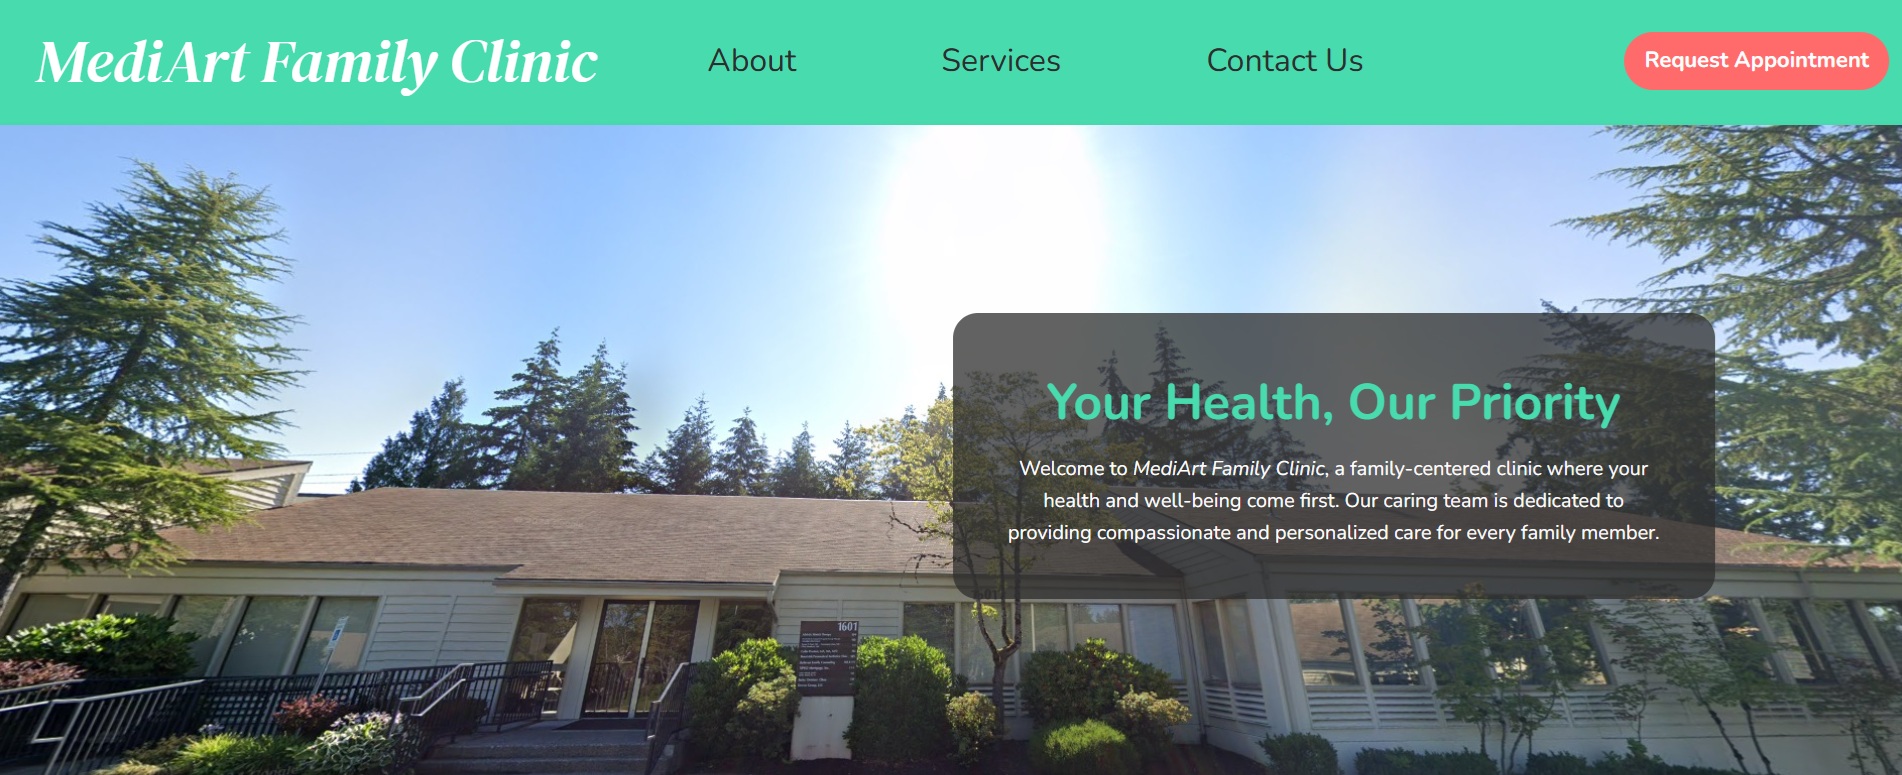 MediArt Family Clinic
About
Services
Contact Us
Request Appointment
Your Health, Our Priority
Welcome to MediArt Family Clinic, a family-centered clinic where your
health and well-being come first. Our caring team is dedicated to
providing compassionate and personalized care for every family member.
1601